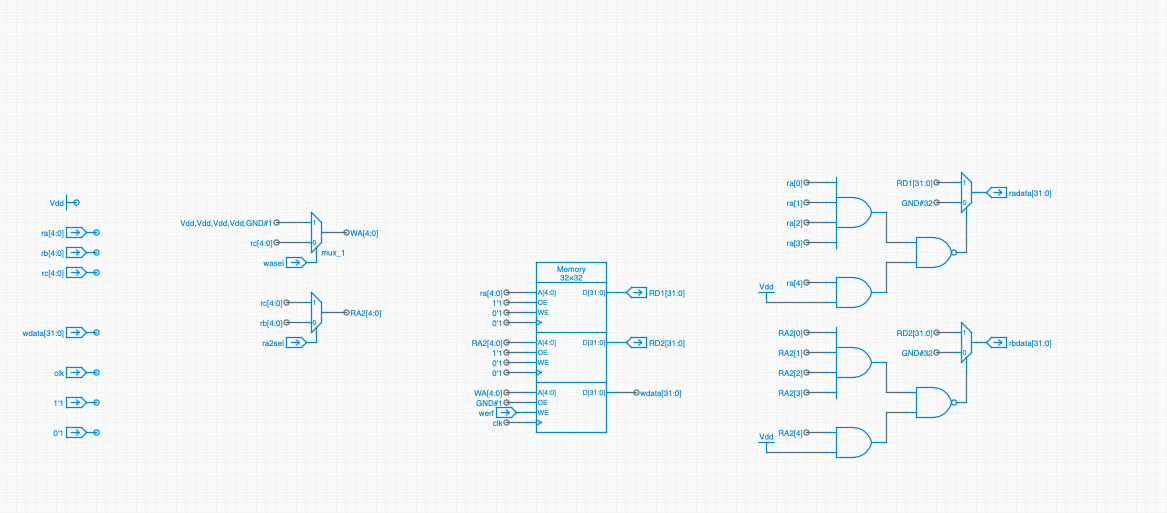 Vdd
ra[4:0]
rb[4:0]
rc[4:0]
wdata[31:0]
clk
1'1
0'1
Vdd,Vdd,Vdd,Vdd,GND#1
1
WA[4:0]
rc[4:0]
0
mux_1
wasel
rc[4:0]
1
RA2[4:0]
rb[4:0]
0
ra2sel
Memory
32×32
ra[4:0] A[4:0] D[31:0] RD1[31:0]
1'1 OE
0'1 WE
0'1
RA2[4:0] A[4:0] D[31:0] RD2[31:0]
1'1 OE
0'1 WE
0'1
WA[4:0] A[4:0] D[31:0] wdata[31:0]
GND#1 OE
werf WE
clk
ra[0]
ra[1]
ra[2]
ra[3]
ra[4]
Vdd
RD1[31:0] 1
radata[31:0]
GND#32 0
RA2[0]
RA2[1]
RA2[2]
RA2[3]
RA2[4]
Vdd
RD2[31:0] 1
rbdata[31:0]
GND#32 0